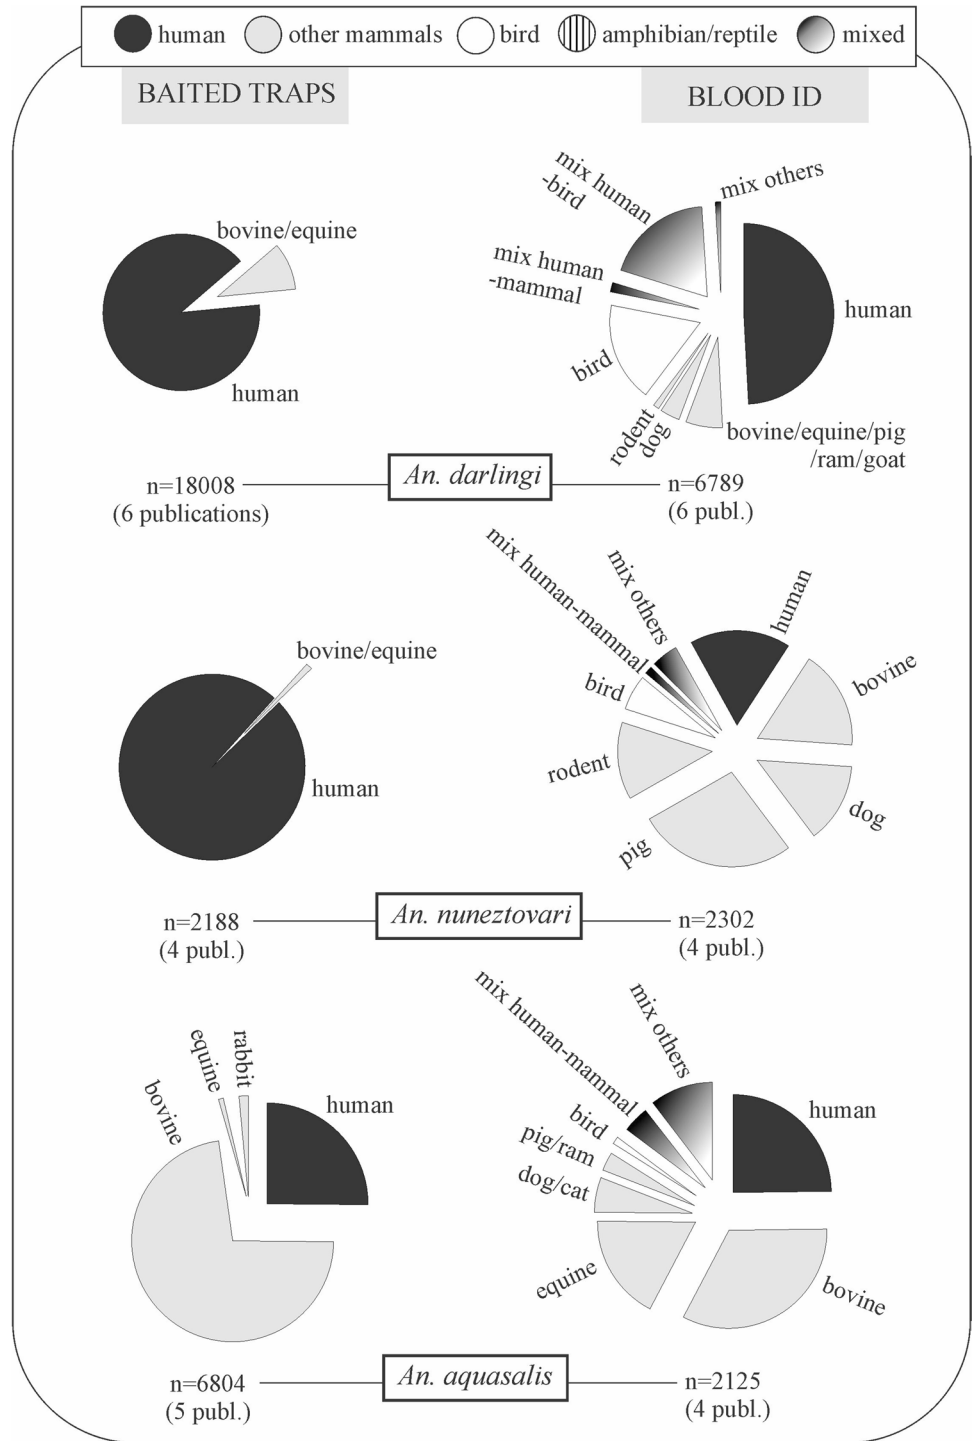 human other mammals bird amphibian/reptile mixed
BAITED TRAPS
BLOOD ID
bovine/equine
human
mix human
-bird
mix others
mix human
-mammal
human
bird
rodent
dog
bovine/equine/pig
/ram/goat
n=18008
(6 publications)
An. darlingi
n=6789
(6 publ.)
bovine/equine
human
mix human-mammal
mix others
human
bird
bovine
rodent
dog
pig
n=2188
(4 publ.)
An. nuneztovari
n=2302
(4 publ.)
bovine
equine
rabbit
human
mix human-mammal
mix others
human
bird
pig/ram
dog/cat
equine
bovine
n=6804
(5 publ.)
An. aquasalis
n=2125
(4 publ.)